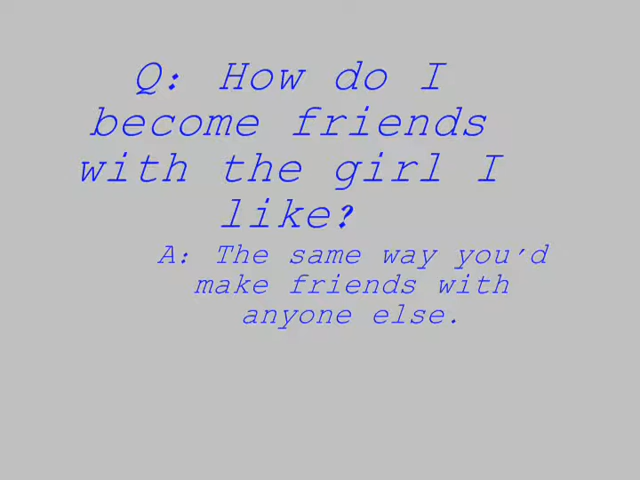 Q: How do I
become friends
with the girl I
like?
A: The same way you'd
make friends with
anyone else.